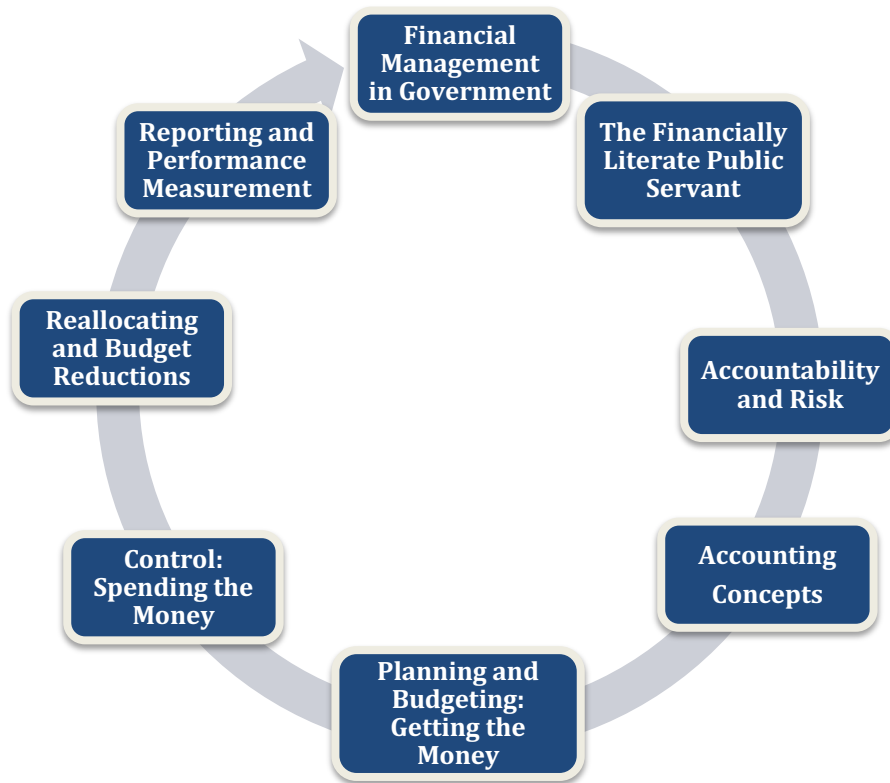 Financial
Management
in Government
The Financially
Literate Public
Servant
Accountability
and Risk
Accounting
Concepts
Planning and
Budgeting:
Getting the
Money
Control:
Spending the
Money
Reallocating
and Budget
Reductions
Reporting and
Performance
Measurement